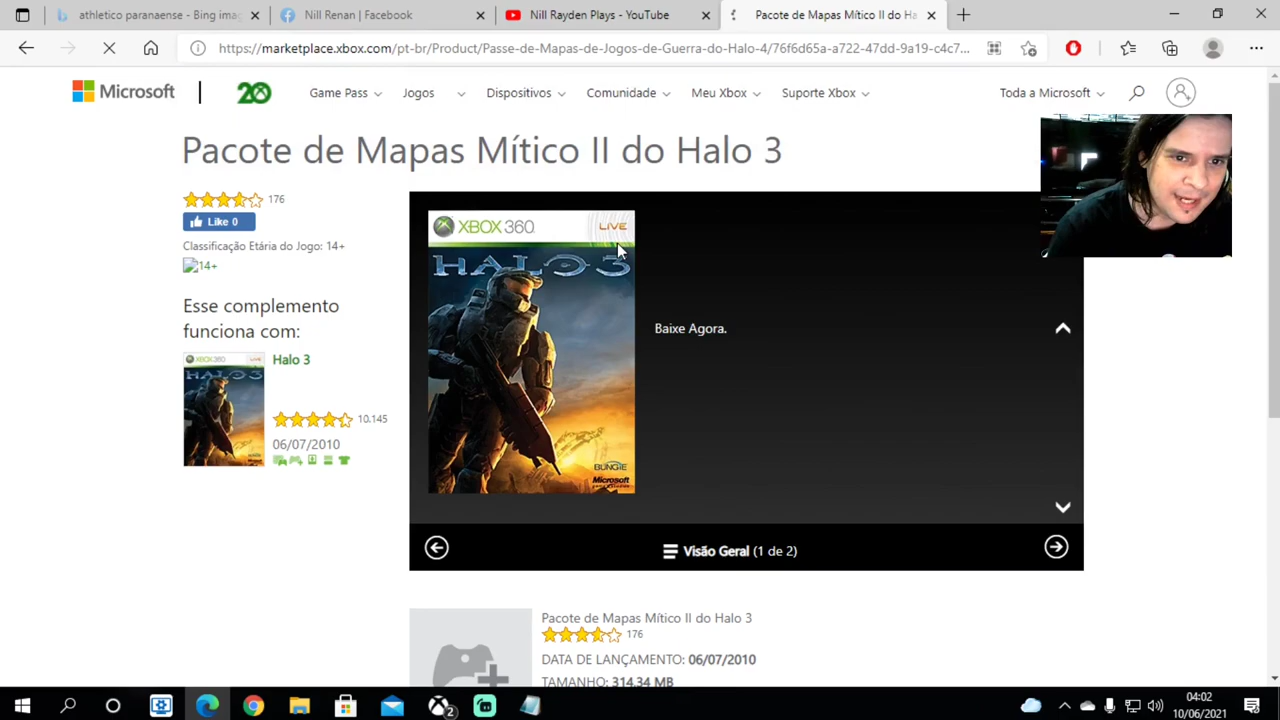 athletico paranaense - Bing imag
Nill Renan | Facebook
Nill Rayden Plays - YouTube
Pacote de Mapas Mítico II do Ha
https://marketplace.xbox.com/pt-br/Product/Passe-de-Mapas-de-Jogos-de-Guerra-do-Halo-4/76f6d65a-a722-47dd-9a19-c4c7...
Microsoft
20
Game Pass
Jogos
Dispositivos
Comunidade
Meu Xbox
Suporte Xbox
Toda a Microsoft
Pacote de Mapas Mítico II do Halo 3
176
Like 0
Classificação Etária do Jogo: 14+
14+
Esse complemento
funciona com:
XBOX 360 LIVE
HALO 3
Halo 3
10.145
06/07/2010
XBOX 360 LIVE
HALO 3
BUNGIE
Microsoft
Baixe Agora.
Visão Geral (1 de 2)
Pacote de Mapas Mítico II do Halo 3
176
DATA DE LANÇAMENTO: 06/07/2010
TAMANHO: 314.34 MB
2
04:02
10/06/2021